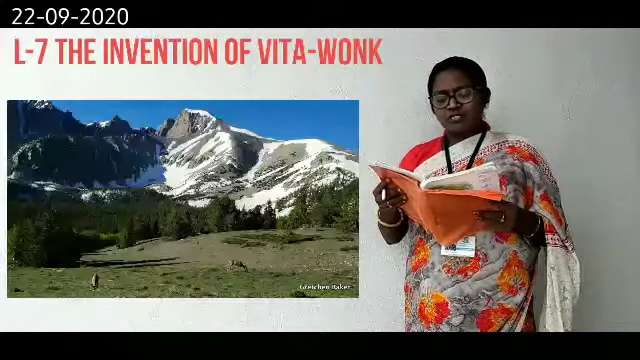 22-09-2020
L-7 THE INVENTION OF VITA-WONK
Gretchen Baker